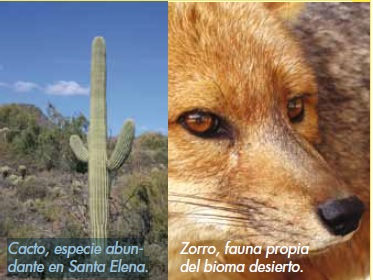 Cacto, especie abun-
dante en Santa Elena.
Zorro, fauna propia
del bioma desierto.